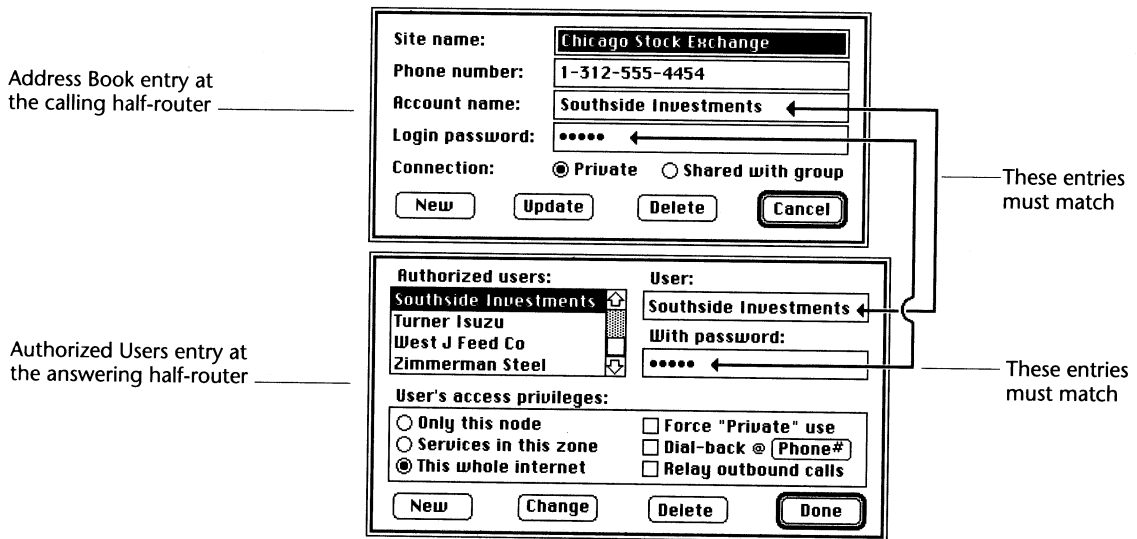 Address Book entry at
the calling half-router
Site name: Chicago Stock Exchange
Phone number: 1-312-555-4454
Account name: Southside Investments
Login password: •••••
Connection: Private Shared with group
New Update Delete Cancel
These entries
must match
Authorized Users entry at
the answering half-router
Authorized users:
Southside Investments
Turner Isuzu
West J Feed Co
Zimmerman Steel
User:
Southside Investments
With password:
•••••
These entries
must match
User's access privileges:
Only this node
Services in this zone
This whole internet
Force "Private" use
Dial-back @ Phone#
Relay outbound calls
New Change Delete Done